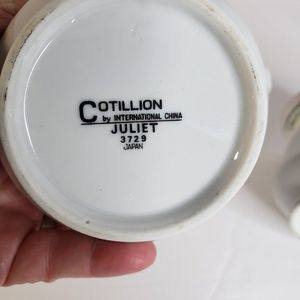 COTILLION
by INTERNATIONAL CHINA
JULIET
3729
JAPAN